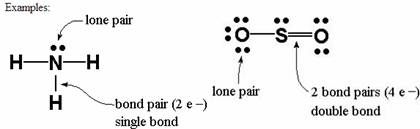 Examples:
lone pair
H—N—H
H
bond pair (2 e −)
single bond
O—S=O
lone pair
2 bond pairs (4 e −)
double bond